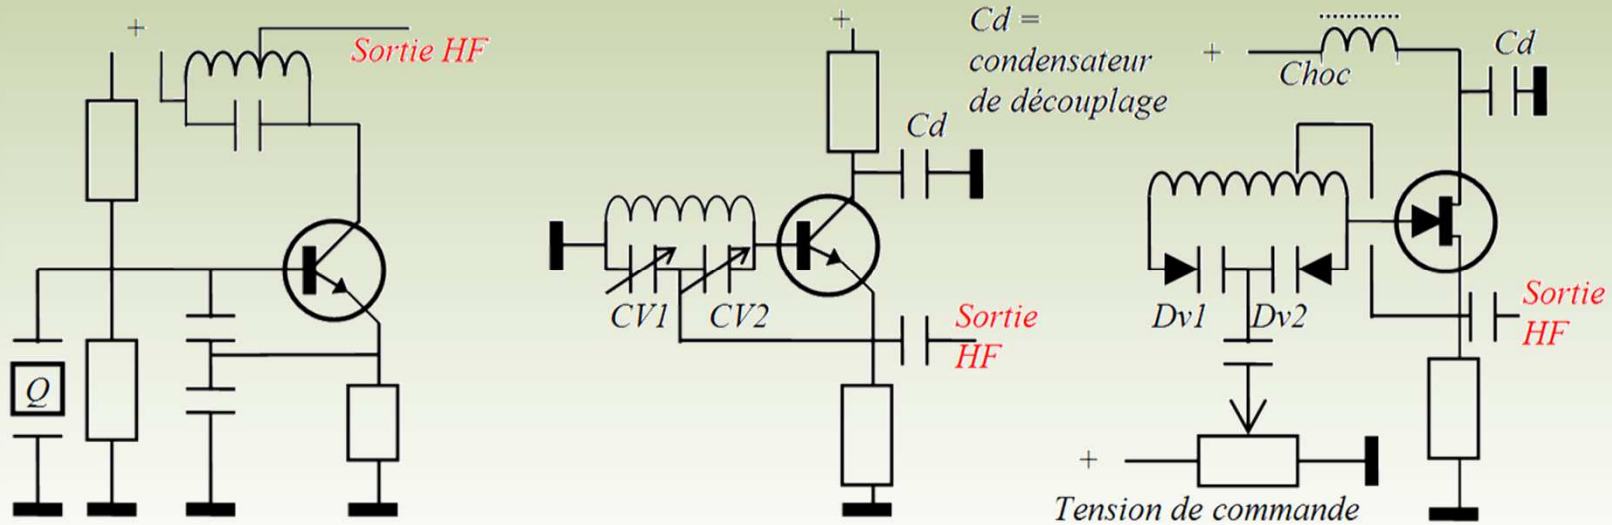 +
Sortie HF
Q
+
Cd =
condensateur
de découplage
Cd
CV1 CV2
Sortie
HF
+
Choc
Cd
Dv1 Dv2
Sortie
HF
+
Tension de commande